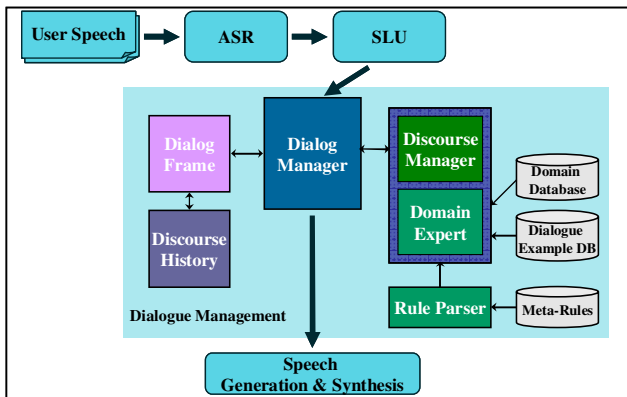 User Speech
ASR
SLU
Dialog
Frame
Dialog
Manager
Discourse
Manager
Domain
Database
Domain
Expert
Discourse
History
Dialogue
Example DB
Dialogue Management
Rule Parser
Meta-Rules
Speech
Generation & Synthesis